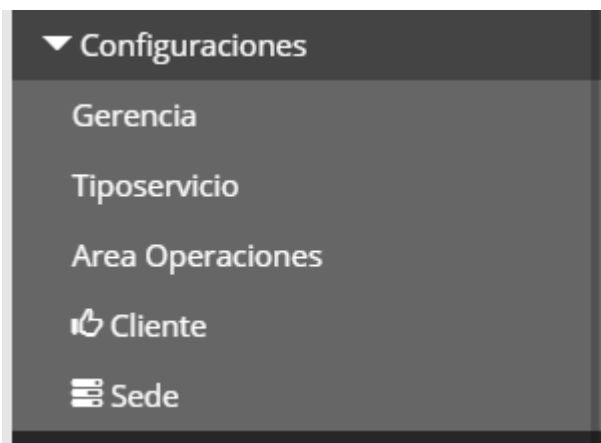 Configuraciones
Gerencia
Tiposervicio
Area Operaciones
Cliente
Sede